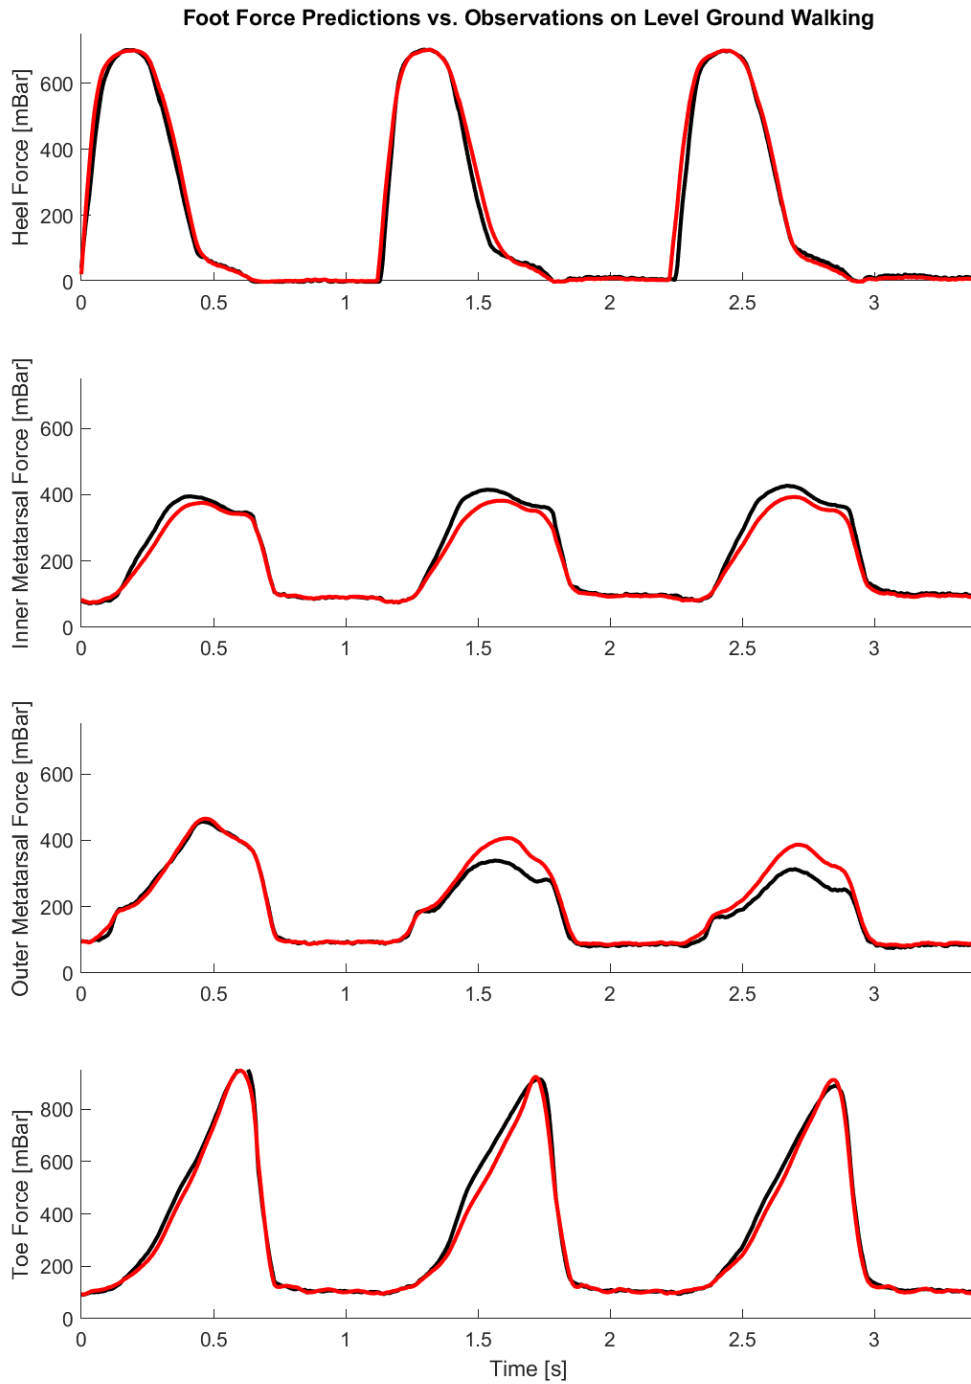 Foot Force Predictions vs. Observations on Level Ground Walking
Heel Force [mBar]
600
400
200
0
0 0.5 1 1.5 2 2.5 3
Inner Metatarsal Force [mBar]
600
400
200
0
0 0.5 1 1.5 2 2.5 3
Outer Metatarsal Force [mBar]
600
400
200
0
0 0.5 1 1.5 2 2.5 3
Toe Force [mBar]
800
600
400
200
0
0 0.5 1 1.5 2 2.5 3
Time [s]